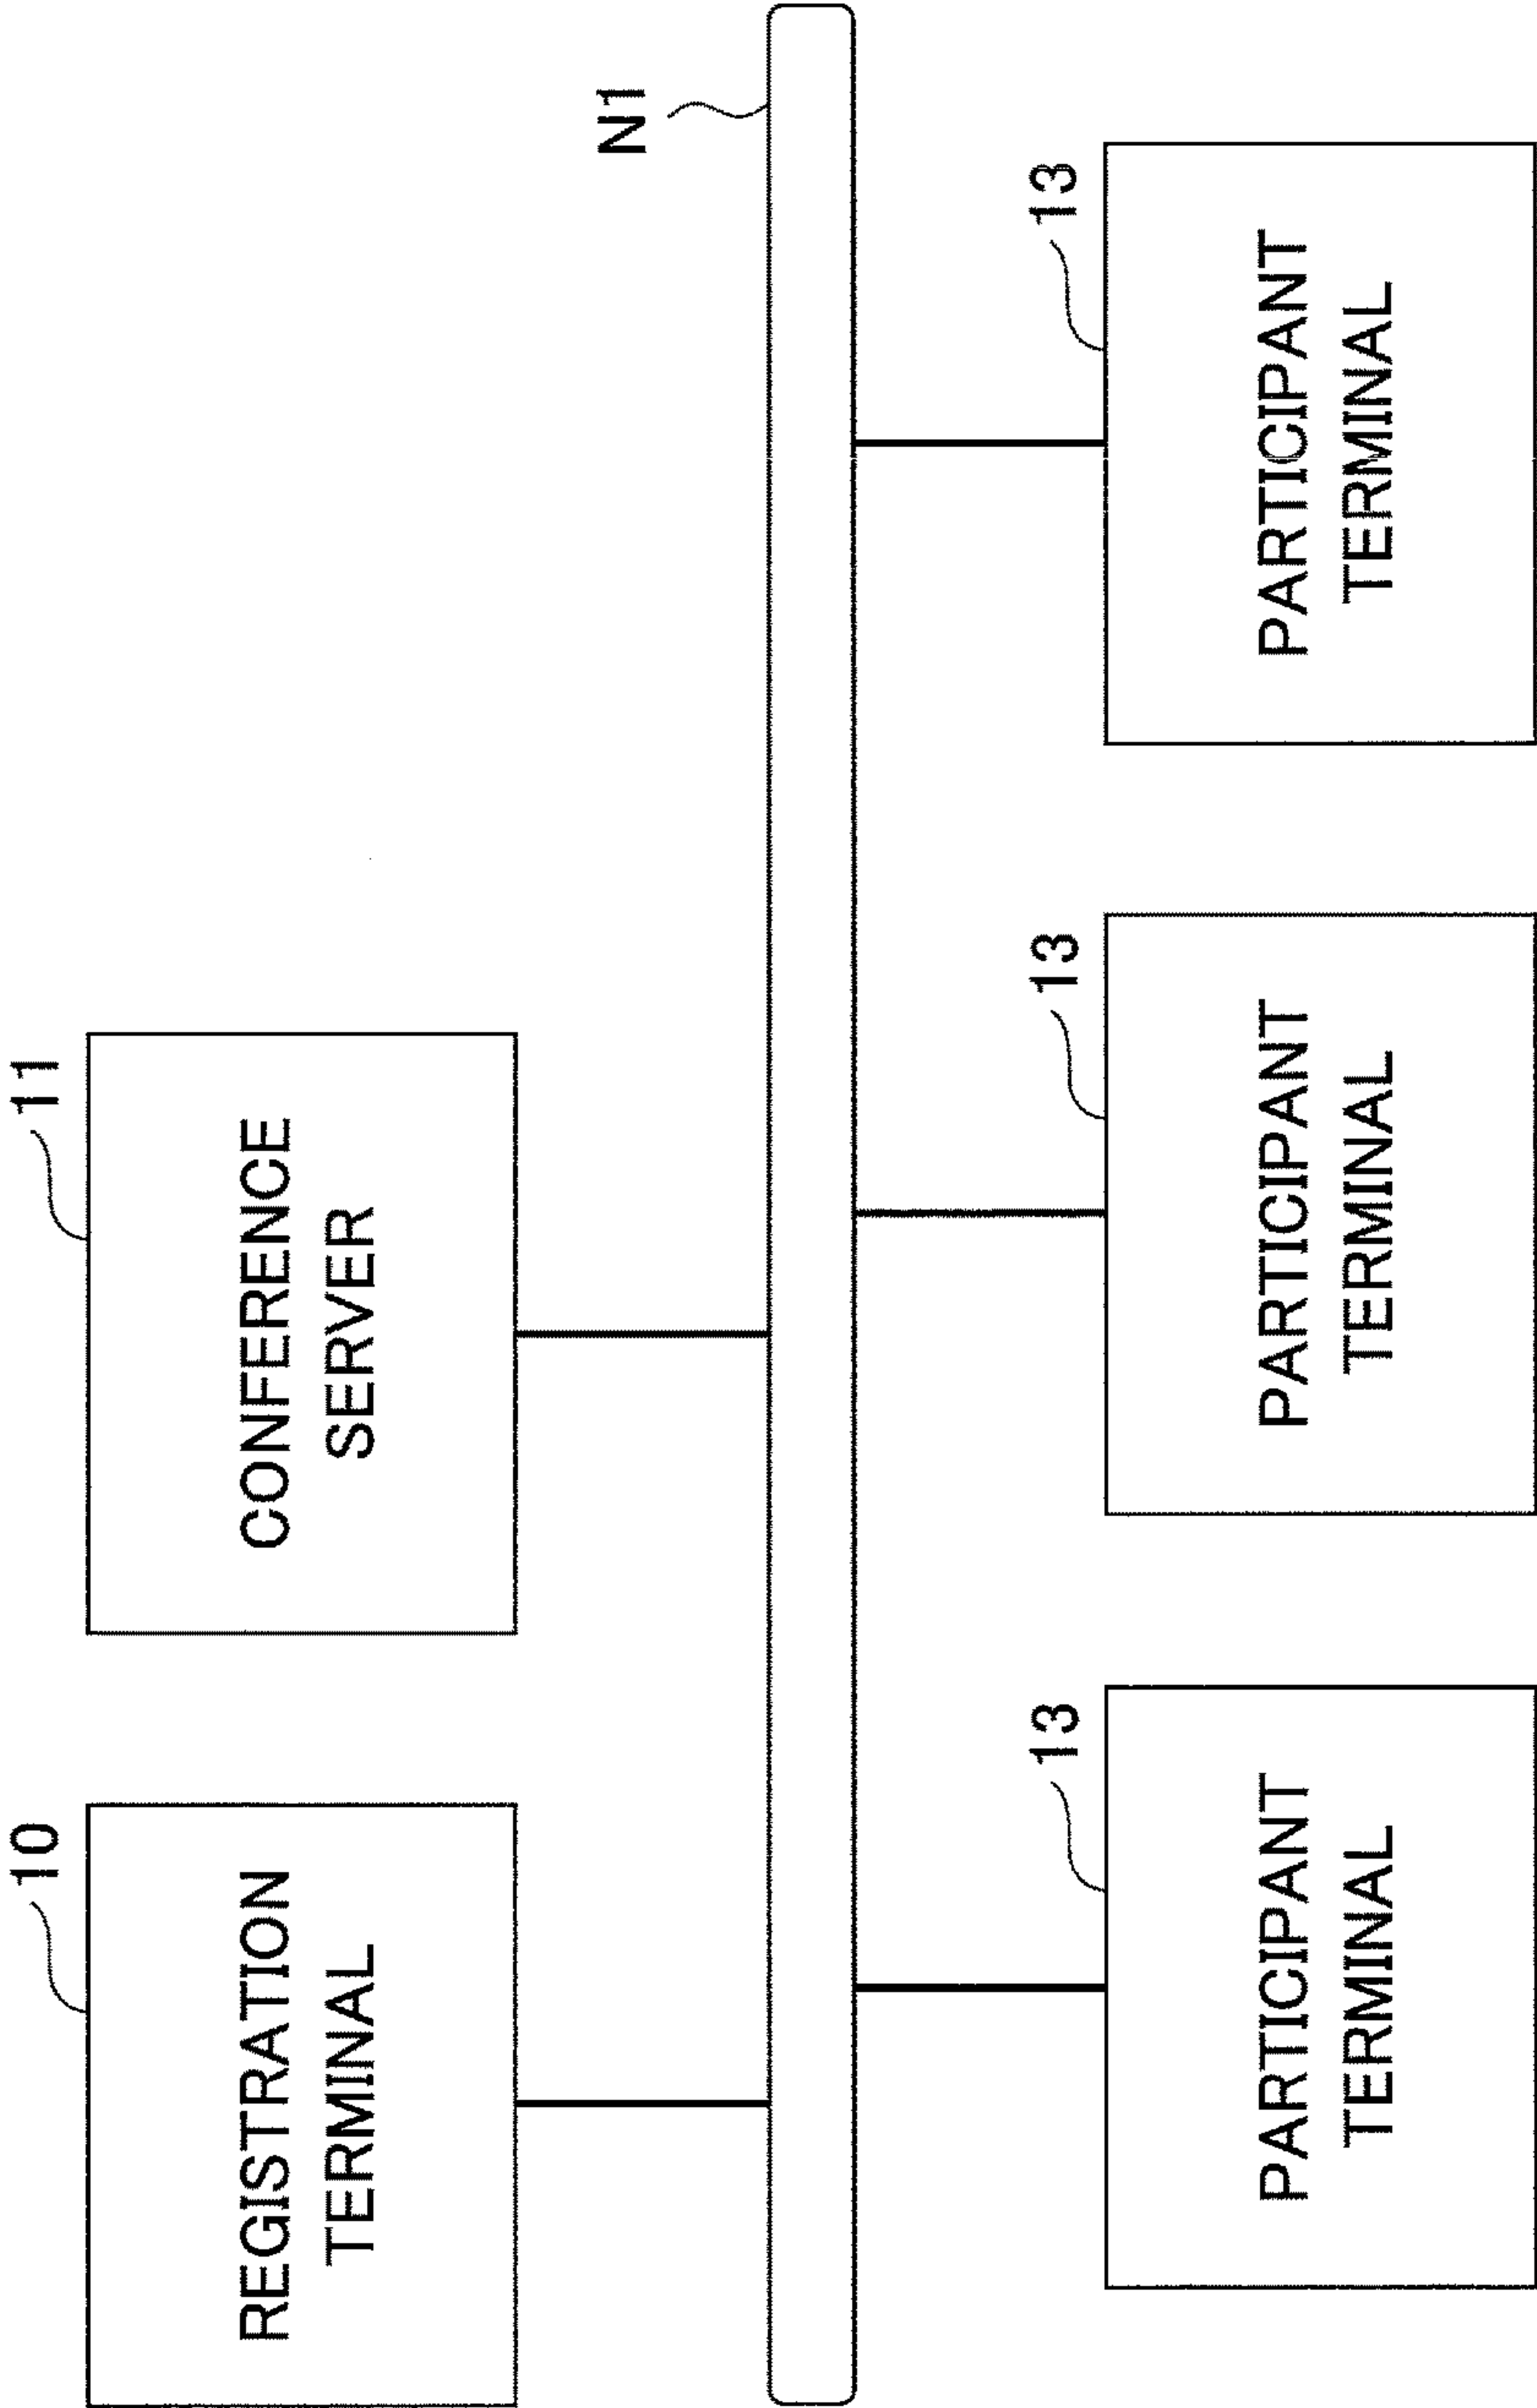 10
REGISTRATION
TERMINAL
11
CONFERENCE
SERVER
N1
13
PARTICIPANT
TERMINAL
13
PARTICIPANT
TERMINAL
13
PARTICIPANT
TERMINAL